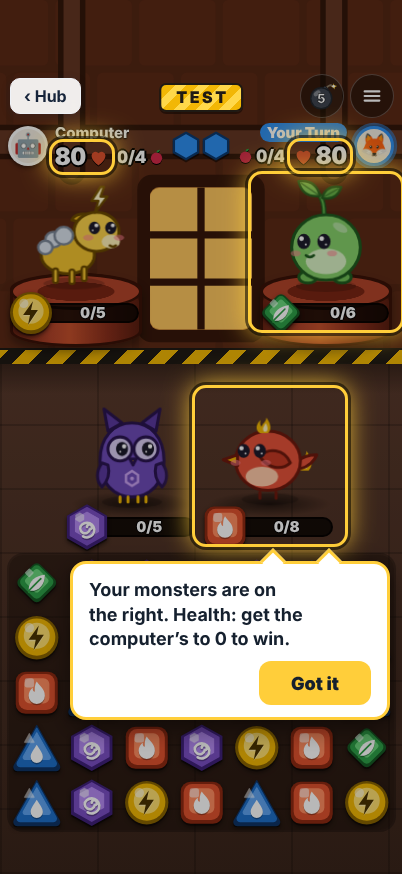 ‹ Hub
TEST
5
Computer
Your Turn
80
0/4
0/4
80
0/5
0/6
0/5
0/8
Your monsters are on
the right. Health: get the
computer’s to 0 to win.
Got it